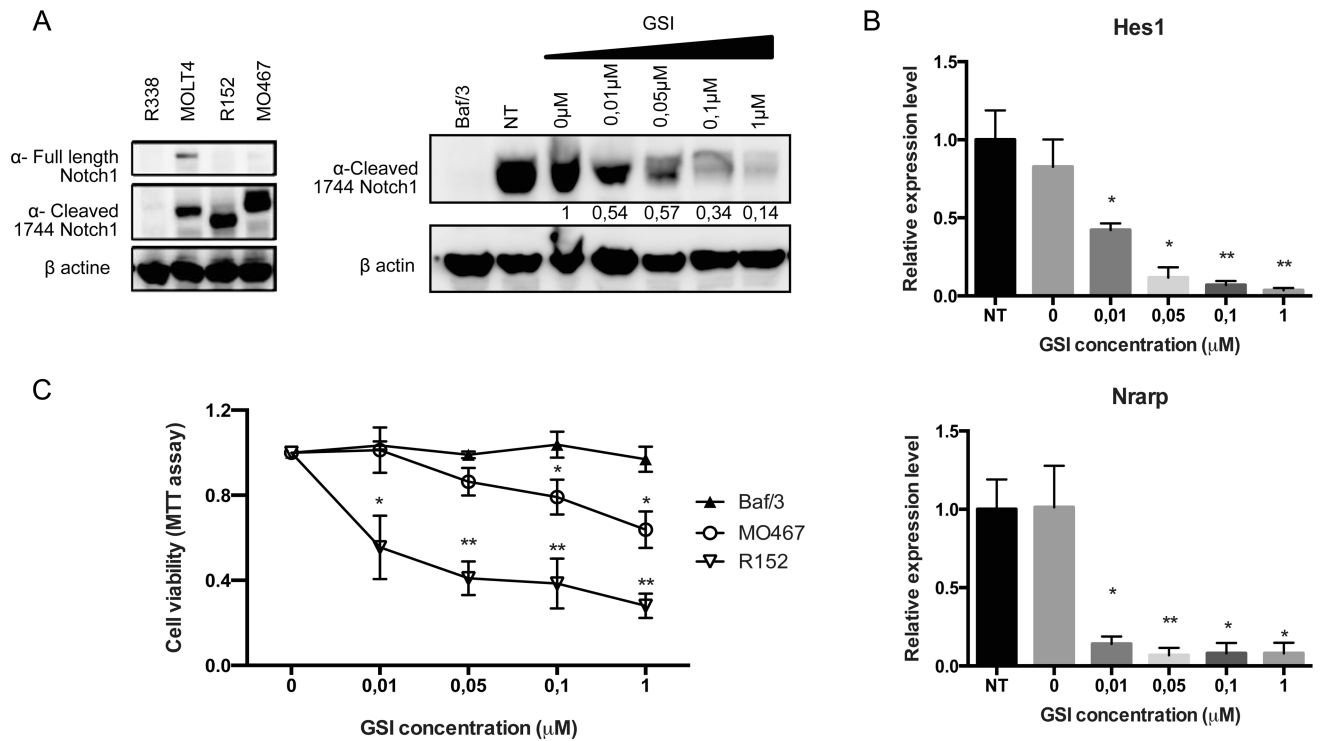 A
R338
MOLT4
R152
MO467
α- Full length
Notch1
α- Cleaved
1744 Notch1
β actine
GSI
Baf/3
NT
0μM
0,01μM
0,05μM
0,1μM
1μM
α-Cleaved
1744 Notch1
1 0,54 0,57 0,34 0,14
β actin
B
Hes1
Relative expression level
1.5
1.0
0.5
0.0
* * ** **
NT 0 0,01 0,05 0,1 1
GSI concentration (μM)
Nrarp
Relative expression level
1.5
1.0
0.5
0.0
* ** * *
NT 0 0,01 0,05 0,1 1
GSI concentration (μM)
C
Cell viability (MTT assay)
1.2
0.8
0.4
0.0
* *
* ** ** **
0 0,01 0,05 0,1 1
GSI concentration (μM)
Baf/3
MO467
R152